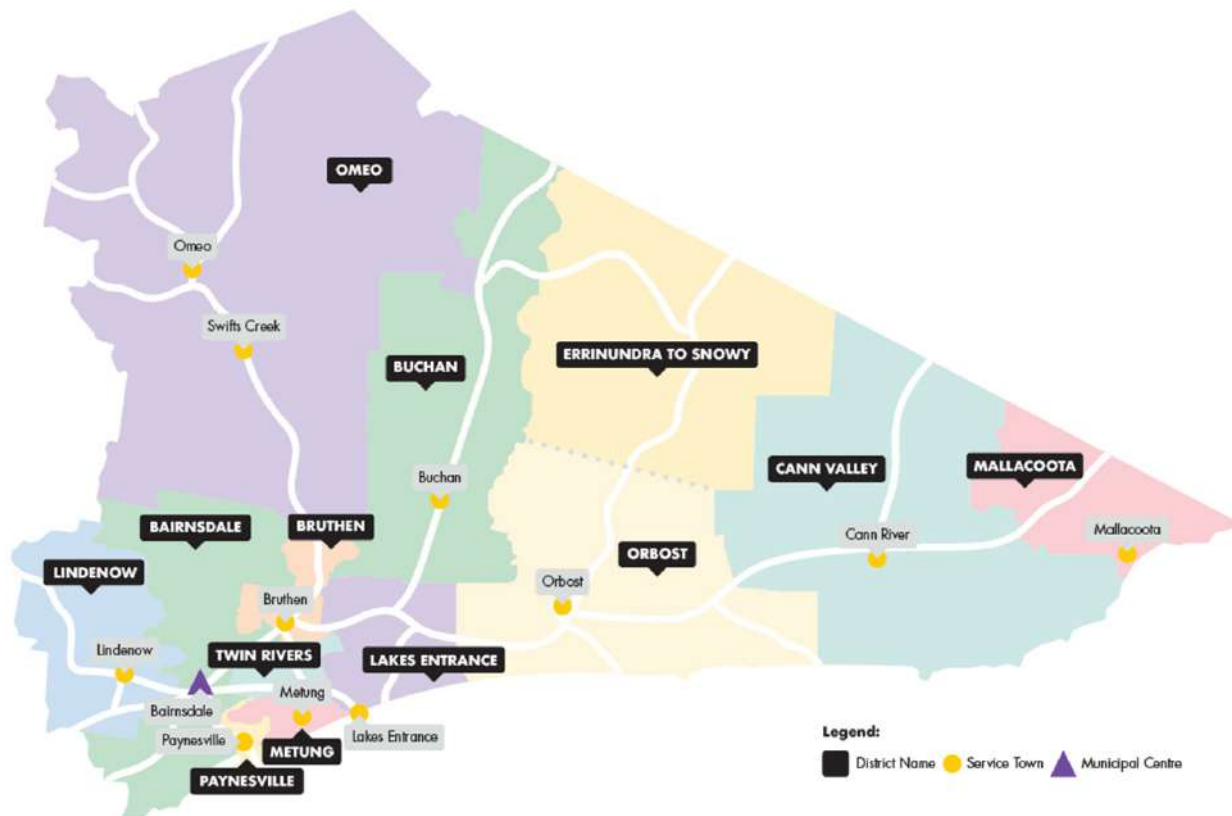 OMEO
Omeo
Swifts Creek
BUCHAN
ERRINUNDRA TO SNOWY
Buchan
CANN VALLEY
MALLACOOTA
BAIRNSDALE
BRUTHEN
Cann River
Mallacoota
LINDENOW
ORBOST
Orbost
Bruthen
Lindenow
TWIN RIVERS
LAKES ENTRANCE
Metung
Bairnsdale
Paynesville
Lakes Entrance
METUNG
PAYNESVILLE
Legend:
District Name Service Town Municipal Centre